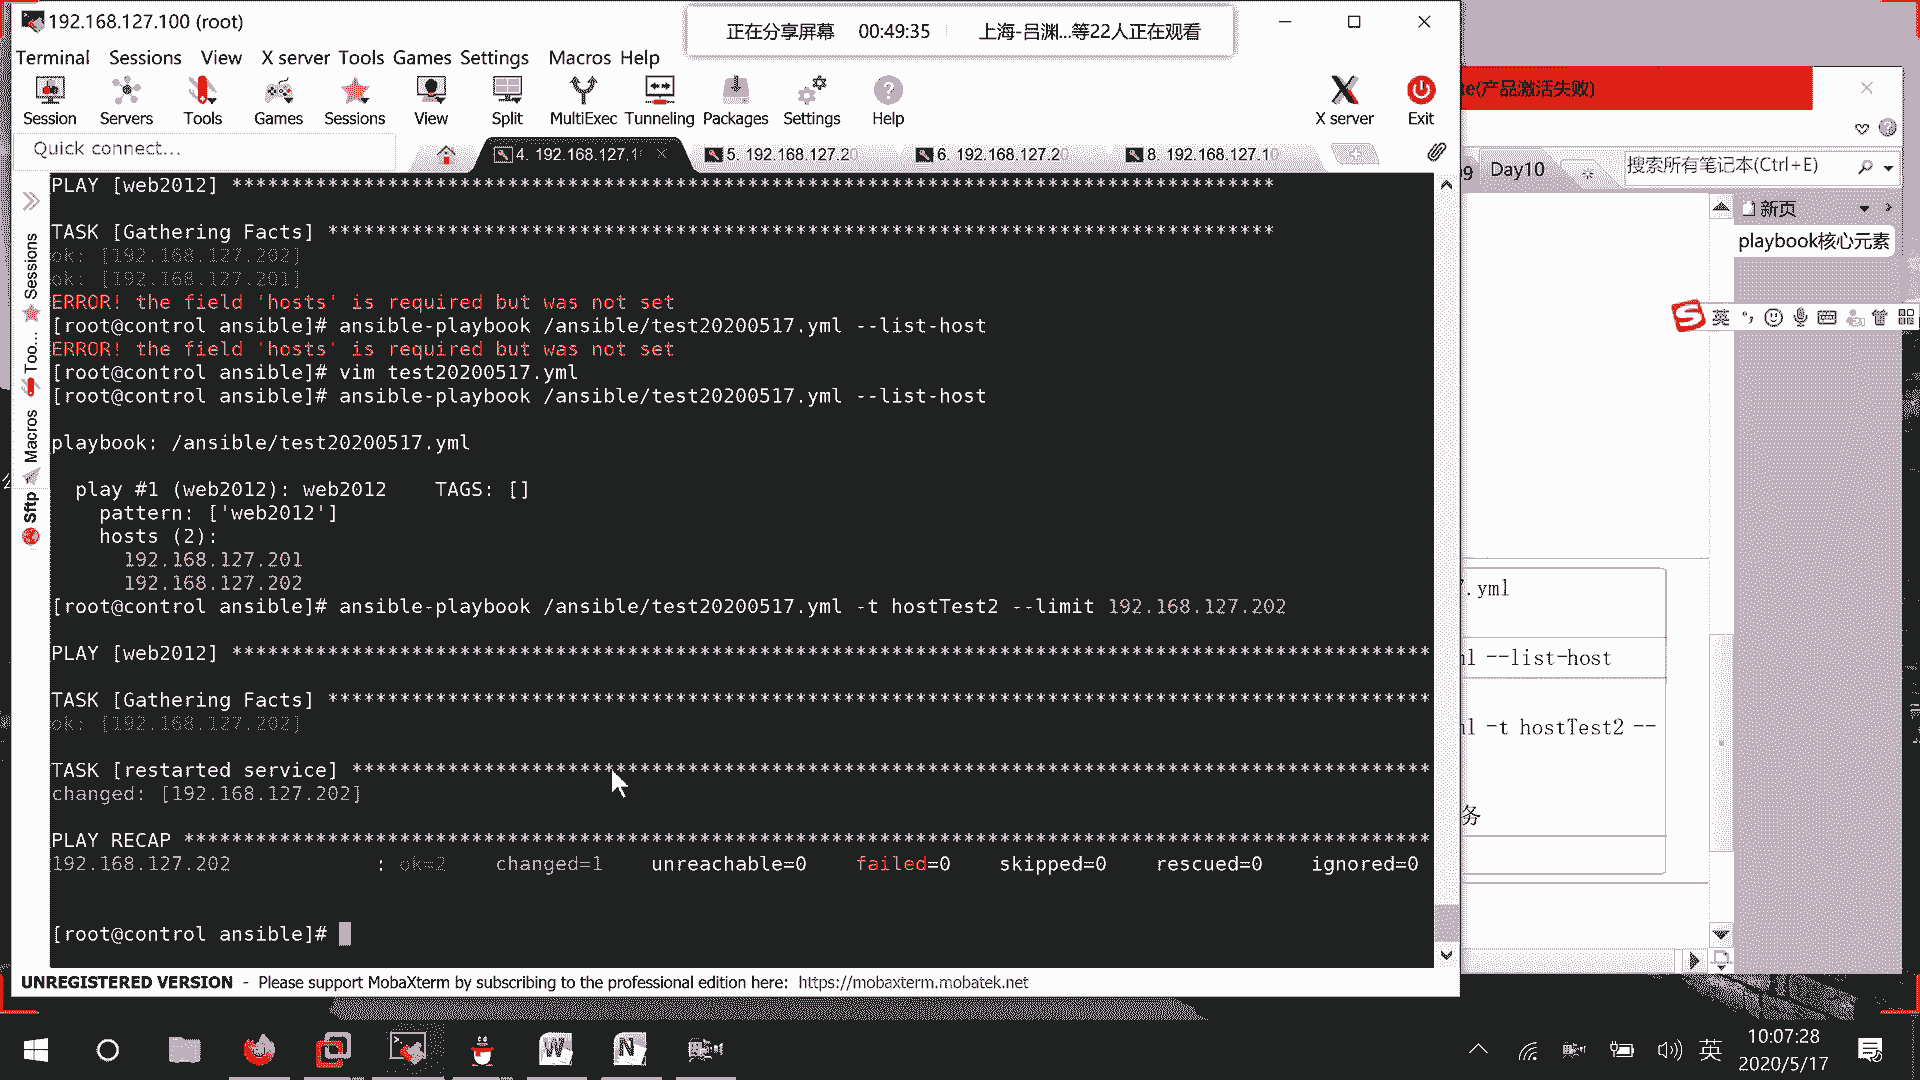 192.168.127.100 (root)
正在分享屏幕 00:49:35 上海-吕渊...等22人正在观看
Terminal Sessions View X server Tools Games Settings Macros Help
Session Servers Tools Games Sessions View Split MultiExec Tunneling Packages Settings Help X server Exit
Quick connect...
4. 192.168.127.1
5. 192.168.127.20
6. 192.168.127.20
8. 192.168.127.10
Sessions
Too...
Macros
Sftp
PLAY [web2012] ***************************************************************************************
TASK [Gathering Facts] *******************************************************************************
ok: [192.168.127.202]
ok: [192.168.127.201]
ERROR! the field 'hosts' is required but was not set
[root@control ansible]# ansible-playbook /ansible/test20200517.yml --list-host
ERROR! the field 'hosts' is required but was not set
[root@control ansible]# vim test20200517.yml
[root@control ansible]# ansible-playbook /ansible/test20200517.yml --list-host
playbook: /ansible/test20200517.yml
play #1 (web2012): web2012 TAGS: []
pattern: ['web2012']
hosts (2):
192.168.127.201
192.168.127.202
[root@control ansible]# ansible-playbook /ansible/test20200517.yml -t hostTest2 --limit 192.168.127.202
PLAY [web2012] ****************************************************************************************************
TASK [Gathering Facts] ********************************************************************************************
ok: [192.168.127.202]
TASK [restarted service] ******************************************************************************************
changed: [192.168.127.202]
PLAY RECAP ********************************************************************************************************
192.168.127.202 : ok=2 changed=1 unreachable=0 failed=0 skipped=0 rescued=0 ignored=0
[root@control ansible]#
UNREGISTERED VERSION - Please support MobaXterm by subscribing to the professional edition here: https://mobaxterm.mobatek.net
te(产品激活失败)
Day10
搜索所有笔记本(Ctrl+E)
新页
playbook核心元素
英
7.yml
ml --list-host
ml -t hostTest2 --
务
英
10:07:28
2020/5/17